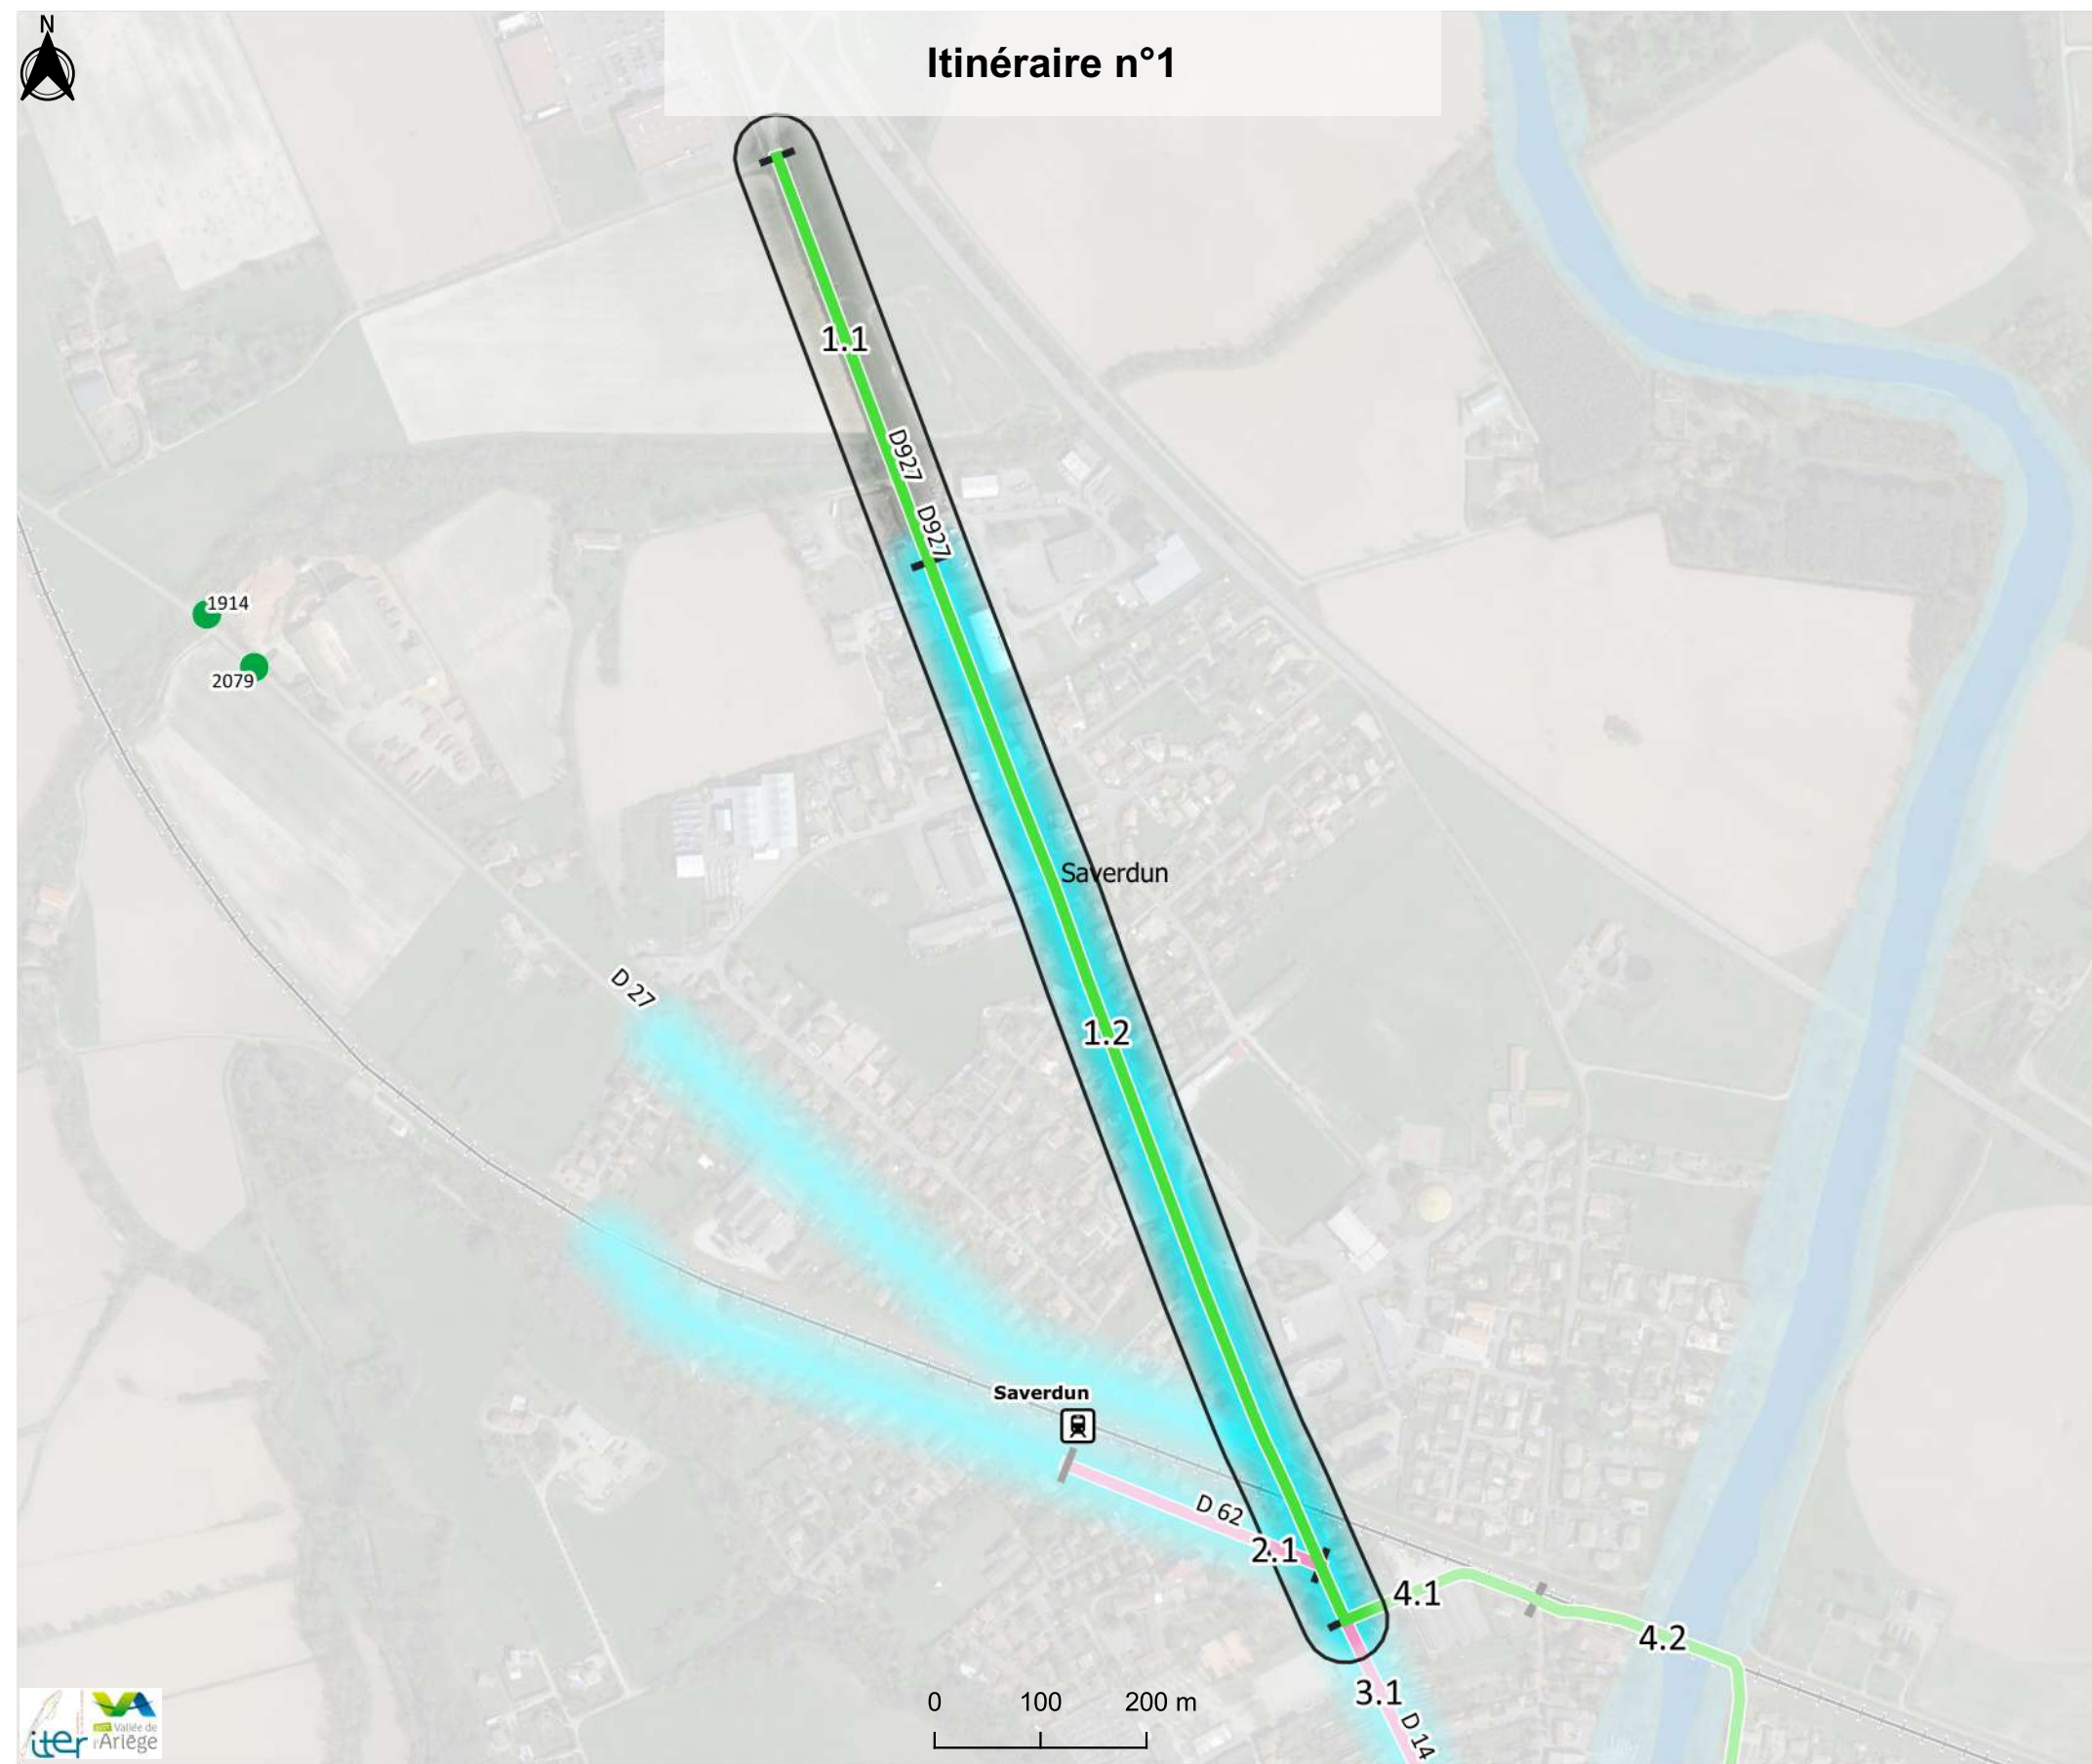 N
Itinéraire n°1
1.1
D927
D927
1914
2079
Saverdun
D 27
1.2
Saverdun
D 62
2.1
4.1
4.2
3.1
D 14
0 100 200 m
iter
Vallée de
l'Ariège